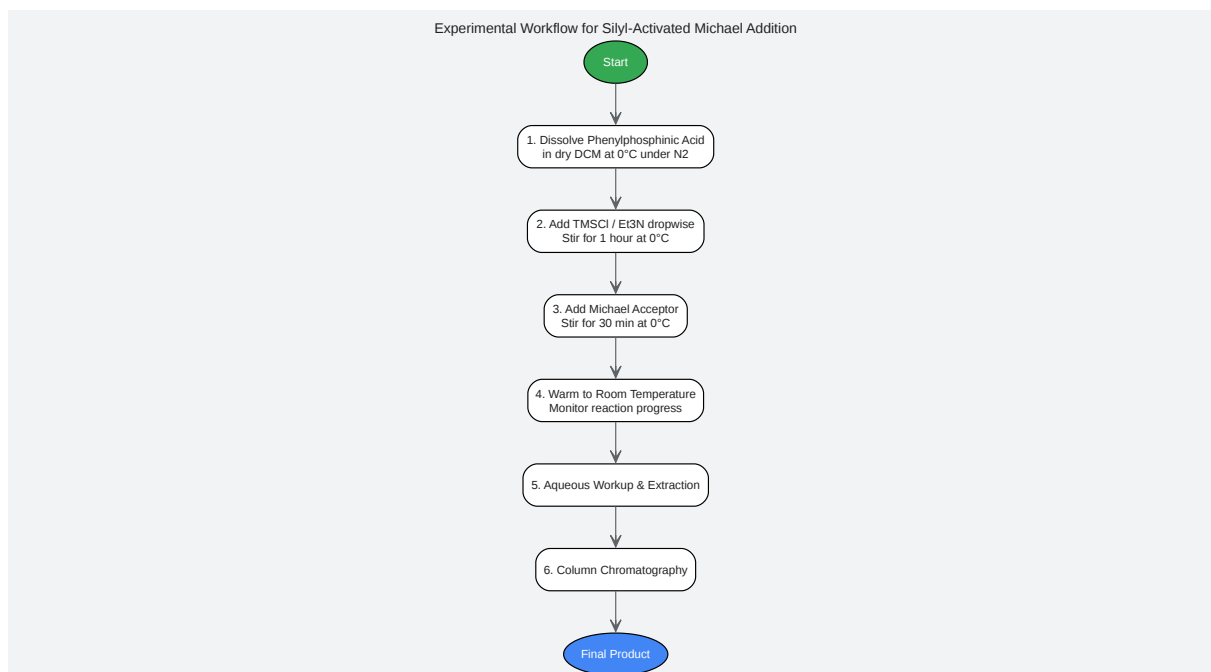 Experimental Workflow for Silyl-Activated Michael Addition
Start
1. Dissolve Phenylphosphinic Acid
in dry DCM at 0°C under N2
2. Add TMSCl / Et3N dropwise
Stir for 1 hour at 0°C
3. Add Michael Acceptor
Stir for 30 min at 0°C
4. Warm to Room Temperature
Monitor reaction progress
5. Aqueous Workup & Extraction
6. Column Chromatography
Final Product